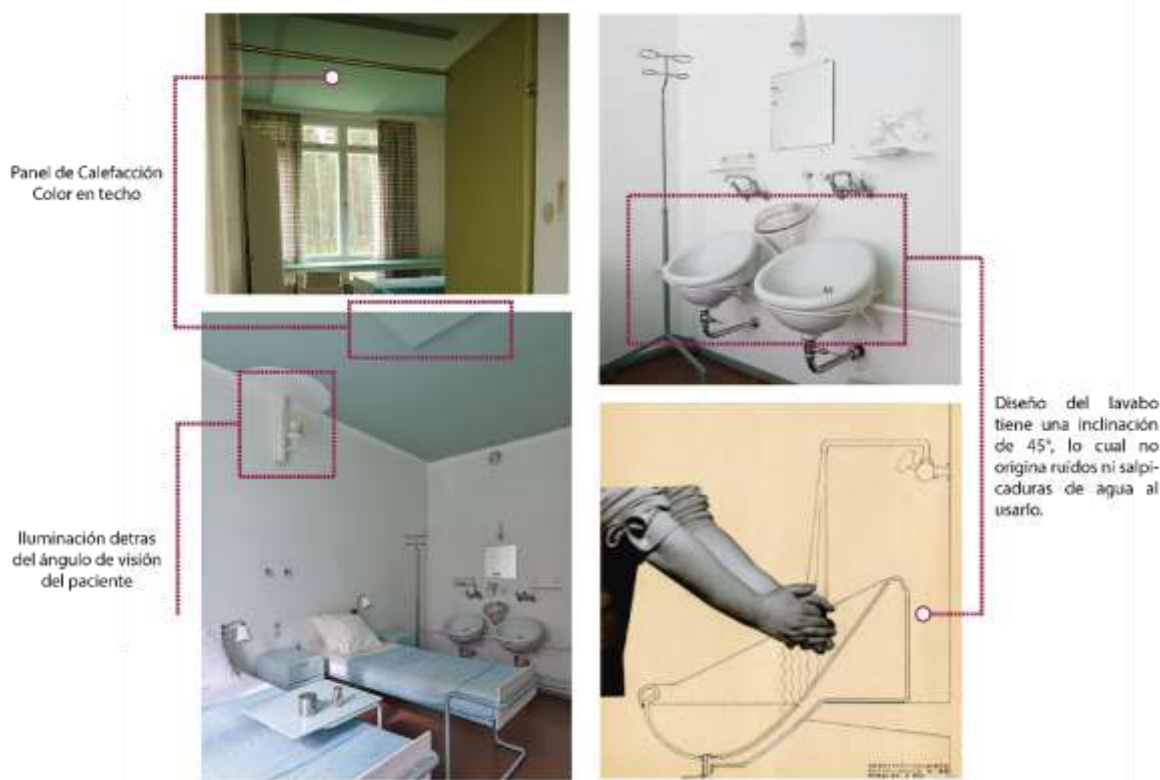 Panel de Calefacción
Color en techo
Iluminación detras
del ángulo de visión
del paciente
Diseño del lavabo
tiene una inclinación
de 45°, lo cual no
origina ruidos ni salpi-
caduras de agua al
usarlo.